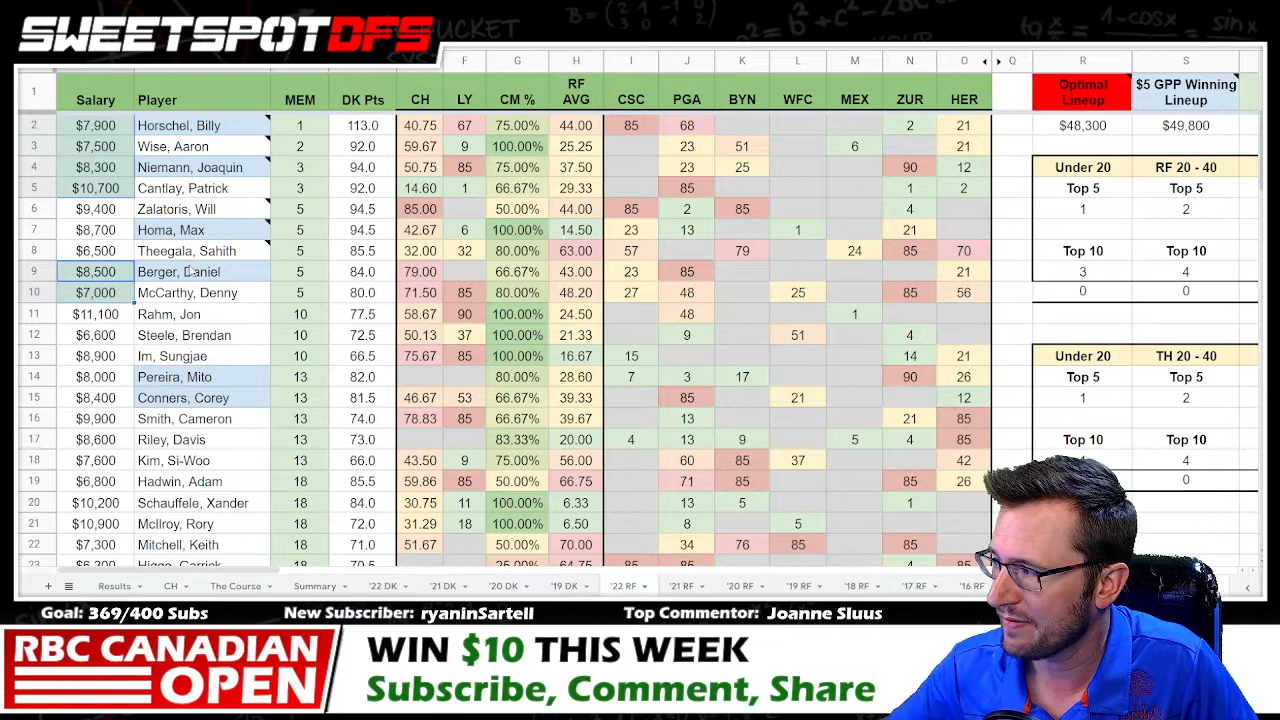 SWEETSPOTDFS
F G H I J K L M N O Q R S
1 Salary Player MEM DK Pts CH LY CM % RF AVG CSC PGA BYN WFC MEX ZUR HER Optimal Lineup $5 GPP Winning Lineup
2 $7,900 Horschel, Billy 1 113.0 40.75 67 75.00% 44.00 85 68 2 21 $48,300 $49,800
3 $7,500 Wise, Aaron 2 92.0 59.67 9 100.00% 25.25 23 51 6 21
4 $8,300 Niemann, Joaquin 3 94.0 50.75 85 75.00% 37.50 23 25 90 12 Under 20 RF 20 - 40
5 $10,700 Cantlay, Patrick 3 92.0 14.60 1 66.67% 29.33 85 1 2 Top 5 Top 5
6 $9,400 Zalatoris, Will 5 94.5 85.00 50.00% 44.00 85 2 85 4 1 2
7 $8,700 Homa, Max 5 94.5 42.67 6 100.00% 14.50 23 13 1 21
8 $6,500 Theegala, Sahith 5 85.5 32.00 32 80.00% 63.00 57 79 24 85 70 Top 10 Top 10
9 $8,500 Berger, Daniel 5 84.0 79.00 66.67% 43.00 23 85 21 3 4
10 $7,000 McCarthy, Denny 5 80.0 71.50 85 80.00% 48.20 27 48 25 85 56 0 0
11 $11,100 Rahm, Jon 10 77.5 58.67 90 100.00% 24.50 48 1
12 $6,600 Steele, Brendan 10 72.5 50.13 37 100.00% 21.33 9 51 4
13 $8,900 Im, Sungjae 10 66.5 75.67 85 100.00% 16.67 15 14 21 Under 20 TH 20 - 40
14 $8,000 Pereira, Mito 13 82.0 80.00% 28.60 7 3 17 90 26 Top 5 Top 5
15 $8,400 Conners, Corey 13 81.5 46.67 53 66.67% 39.33 85 21 12 1 2
16 $9,900 Smith, Cameron 13 74.0 78.83 85 66.67% 39.67 13 21 85
17 $8,600 Riley, Davis 13 73.0 83.33% 20.00 4 13 9 5 4 85 Top 10
18 $7,600 Kim, Si-Woo 13 66.0 43.50 9 75.00% 56.00 60 85 37 42 4
19 $6,800 Hadwin, Adam 18 85.5 59.86 85 50.00% 66.75 71 85 85 26 0
20 $10,200 Schauffele, Xander 18 84.0 30.75 11 100.00% 6.33 13 5 1
21 $10,900 McIlroy, Rory 18 72.0 31.29 18 100.00% 6.50 8 5
22 $7,300 Mitchell, Keith 18 71.0 51.67 50.00% 70.00 34 76 85 85
23
Results CH The Course Summary '22 DK '21 DK '20 DK '19 DK '22 RF '21 RF '20 RF '19 RF '18 RF '17 RF '16 RF
Goal: 369/400 Subs New Subscriber: ryaninSartell Top Commentor: Joanne Sluus
RBC CANADIAN
OPEN
WIN $10 THIS WEEK
Subscribe, Comment, Share